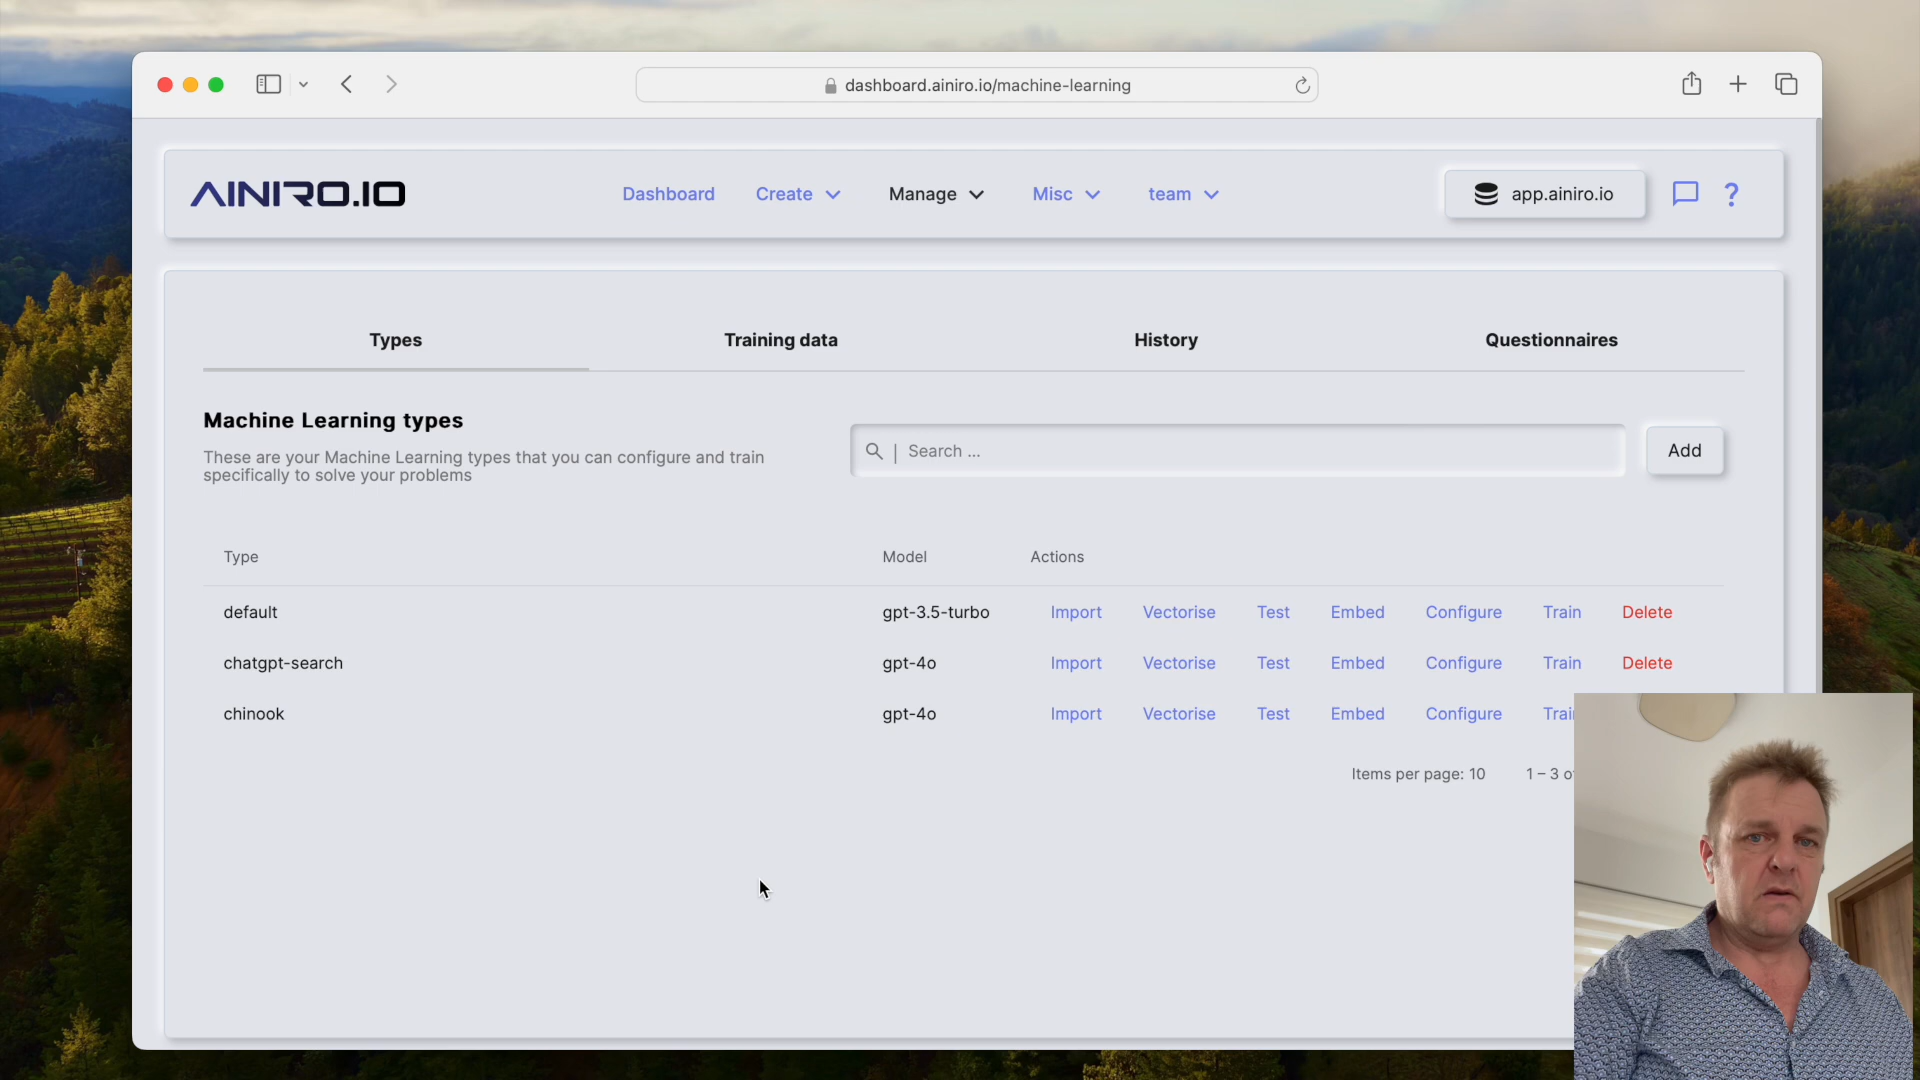 dashboard.ainiro.io/machine-learning
AINIRO.IO
Dashboard Create Manage Misc team app.ainiro.io ?
Types Training data History Questionnaires
Machine Learning types
These are your Machine Learning types that you can configure and train
specifically to solve your problems
| Search ...
Add
Type Model Actions
default gpt-3.5-turbo Import Vectorise Test Embed Configure Train Delete
chatgpt-search gpt-4o Import Vectorise Test Embed Configure Train Delete
chinook gpt-4o Import Vectorise Test Embed Configure Trai
Items per page: 10 1 – 3 o